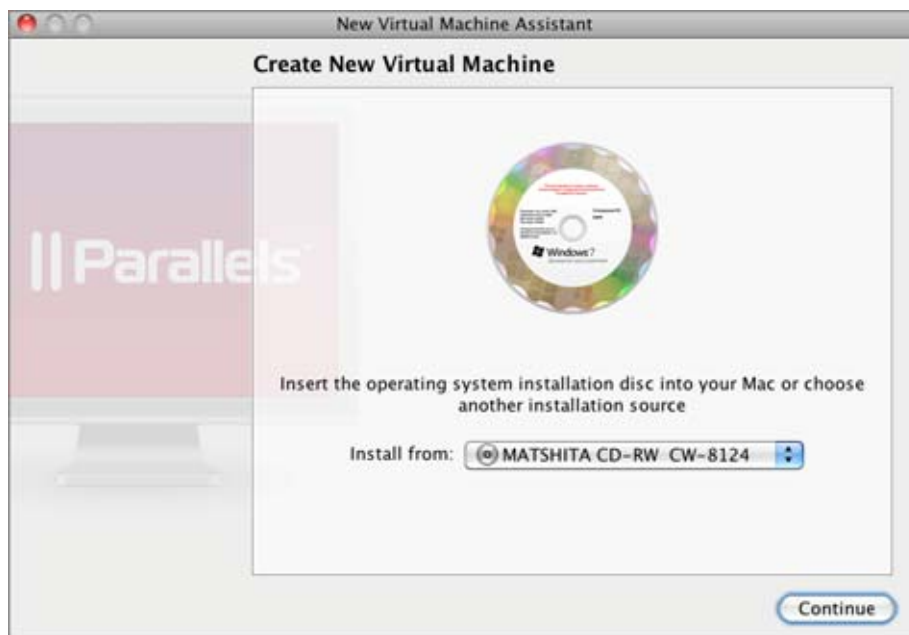 New Virtual Machine Assistant
Create New Virtual Machine
Parallels
Windows 7
Insert the operating system installation disc into your Mac or choose
another installation source
Install from: MATSHITA CD-RW CW-8124
Continue